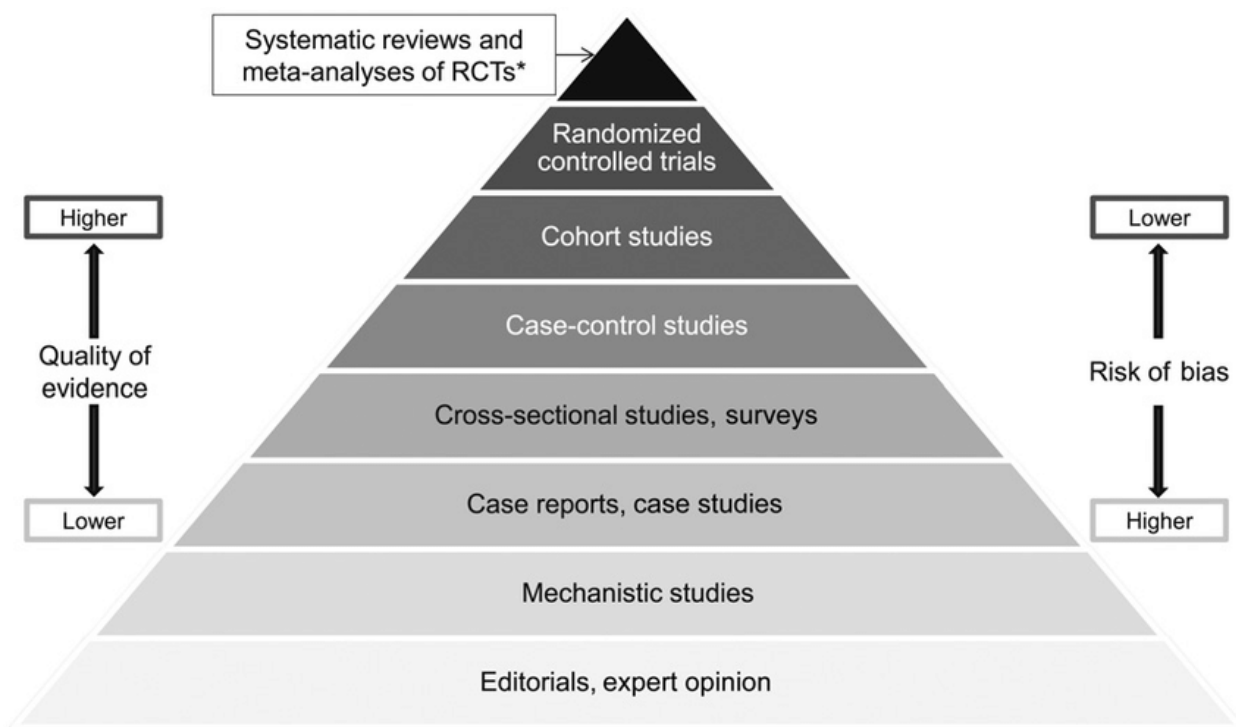 Systematic reviews and
meta-analyses of RCTs*
Randomized
controlled trials
Higher
Lower
Cohort studies
Case-control studies
Quality of
evidence
Risk of bias
Cross-sectional studies, surveys
Case reports, case studies
Lower
Higher
Mechanistic studies
Editorials, expert opinion